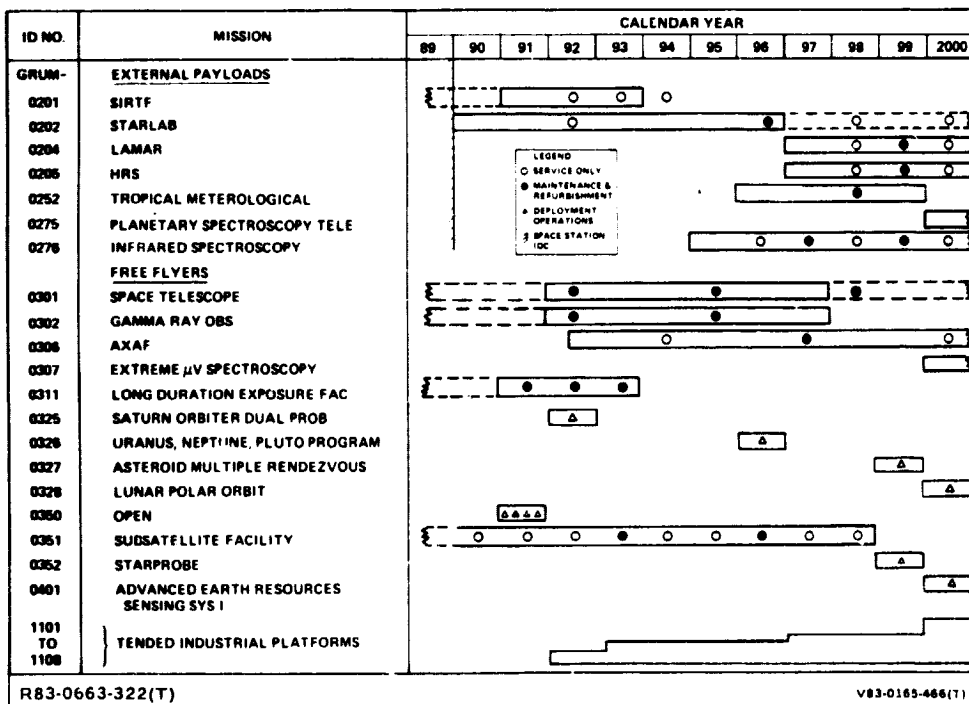 ID NO. MISSION CALENDAR YEAR
89 90 91 92 93 94 95 96 97 98 99 2000
GRUM- EXTERNAL PAYLOADS
0201 SIRTF
0202 STARLAB
0204 LAMAR
0205 HRS
0252 TROPICAL METEROLOGICAL
0275 PLANETARY SPECTROSCOPY TELE
0276 INFRARED SPECTROSCOPY
LEGEND
SERVICE ONLY
MAINTENANCE &
REFURBISHMENT
DEPLOYMENT
OPERATIONS
SPACE STATION
IOC
FREE FLYERS
0301 SPACE TELESCOPE
0302 GAMMA RAY OBS
0306 AXAF
0307 EXTREME μV SPECTROSCOPY
0311 LONG DURATION EXPOSURE FAC
0325 SATURN ORBITER DUAL PROB
0326 URANUS, NEPTUNE, PLUTO PROGRAM
0327 ASTEROID MULTIPLE RENDEZVOUS
0328 LUNAR POLAR ORBIT
0350 OPEN
0351 SUBSATELLITE FACILITY
0352 STARPROBE
0401 ADVANCED EARTH RESOURCES
SENSING SYS I
1101
TO TENDED INDUSTRIAL PLATFORMS
1108
R83-0663-322(T) V83-0165-466(T)